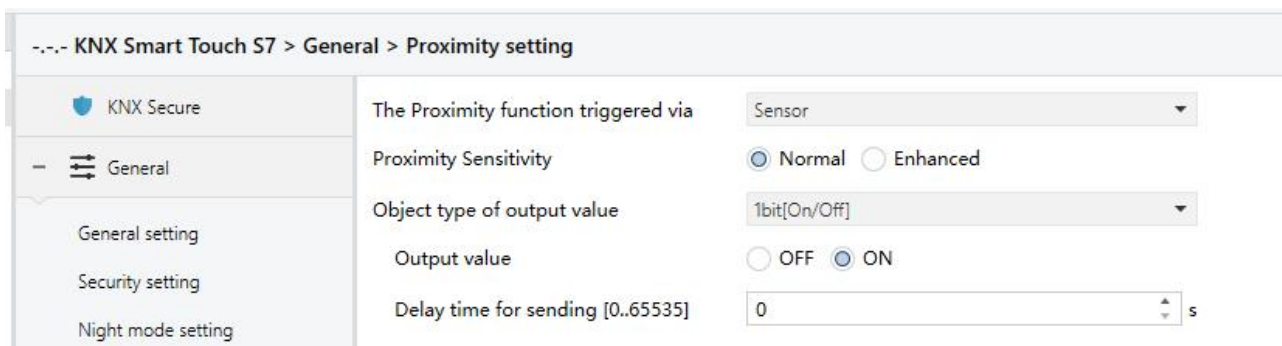 -.-.- KNX Smart Touch S7 > General > Proximity setting
KNX Secure
General
General setting
Security setting
Night mode setting
The Proximity function triggered via Sensor
Proximity Sensitivity Normal Enhanced
Object type of output value 1bit[On/Off]
Output value OFF ON
Delay time for sending [0..65535] 0 s